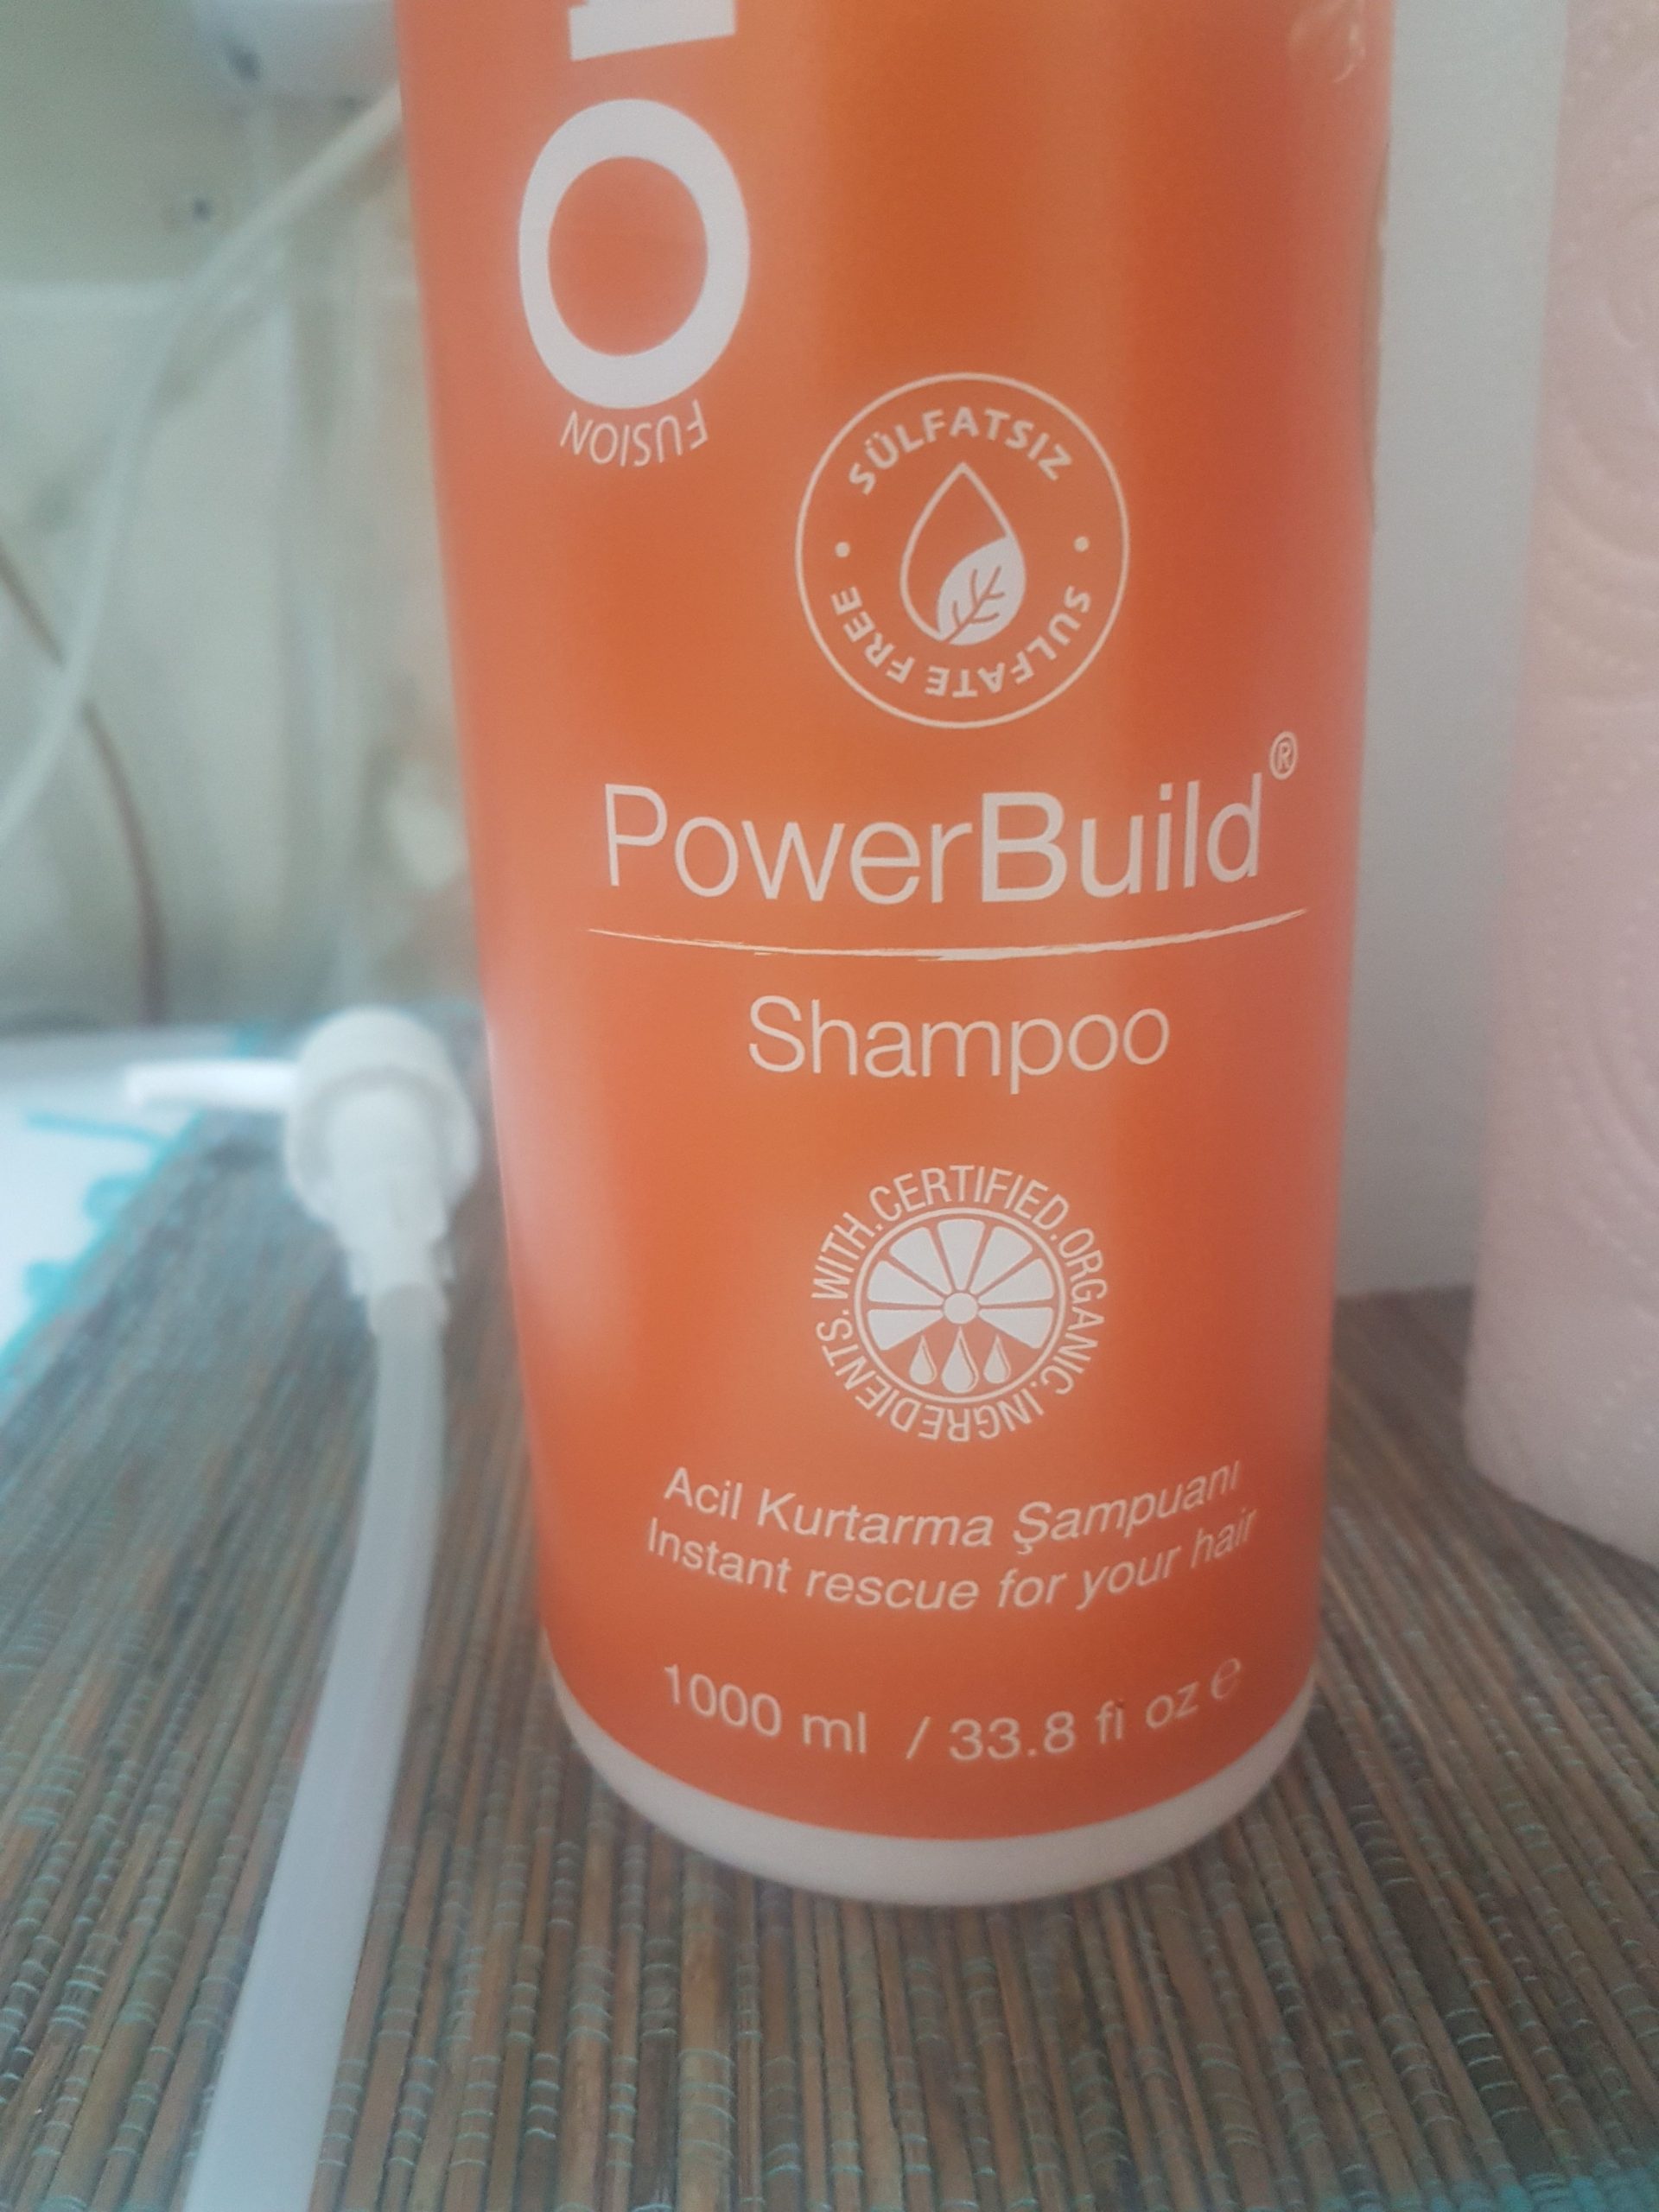 O
FUSION
SÜLFATSIZ
• SULFATE FREE •
PowerBuild®
Shampoo
WITH.CERTIFIED.ORGANIC.INGREDIENTS.
Acil Kurtarma Şampuanı
Instant rescue for your hair
1000 ml / 33.8 fl oz ℮